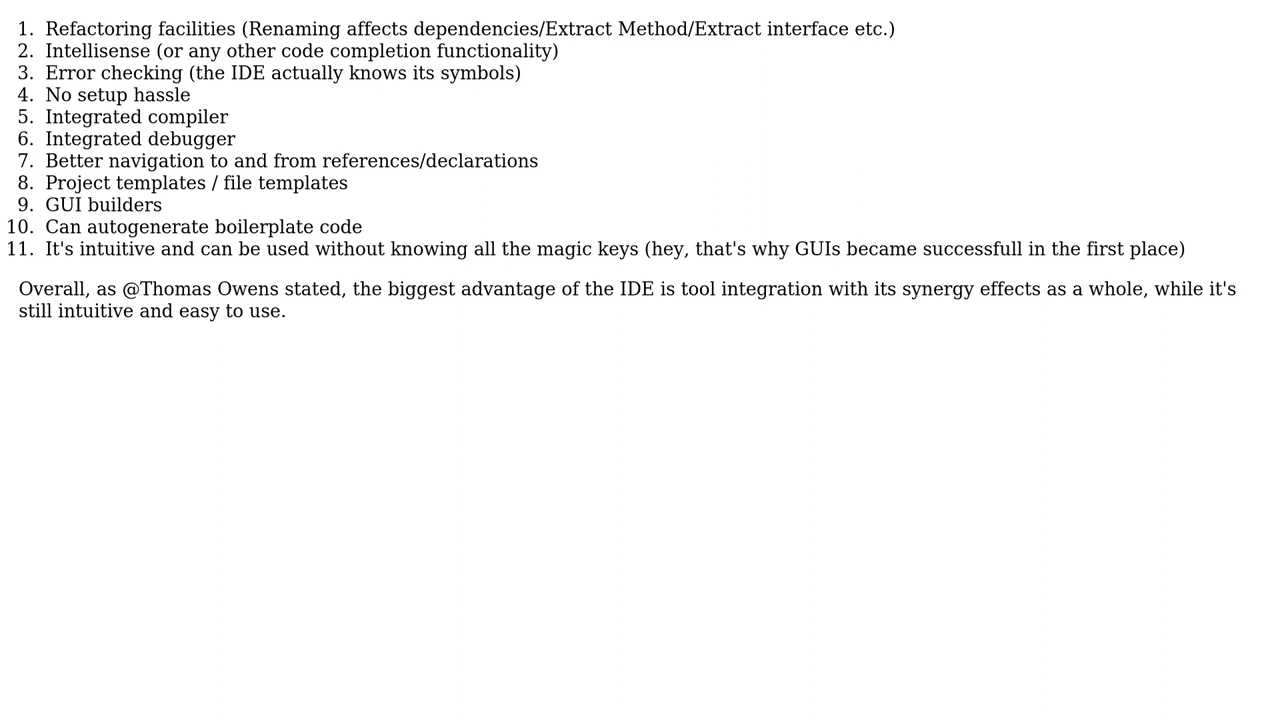 1. Refactoring facilities (Renaming affects dependencies/Extract Method/Extract interface etc.)
2. Intellisense (or any other code completion functionality)
3. Error checking (the IDE actually knows its symbols)
4. No setup hassle
5. Integrated compiler
6. Integrated debugger
7. Better navigation to and from references/declarations
8. Project templates / file templates
9. GUI builders
10. Can autogenerate boilerplate code
11. It's intuitive and can be used without knowing all the magic keys (hey, that's why GUIs became successfull in the first place)
Overall, as @Thomas Owens stated, the biggest advantage of the IDE is tool integration with its synergy effects as a whole, while it's
still intuitive and easy to use.